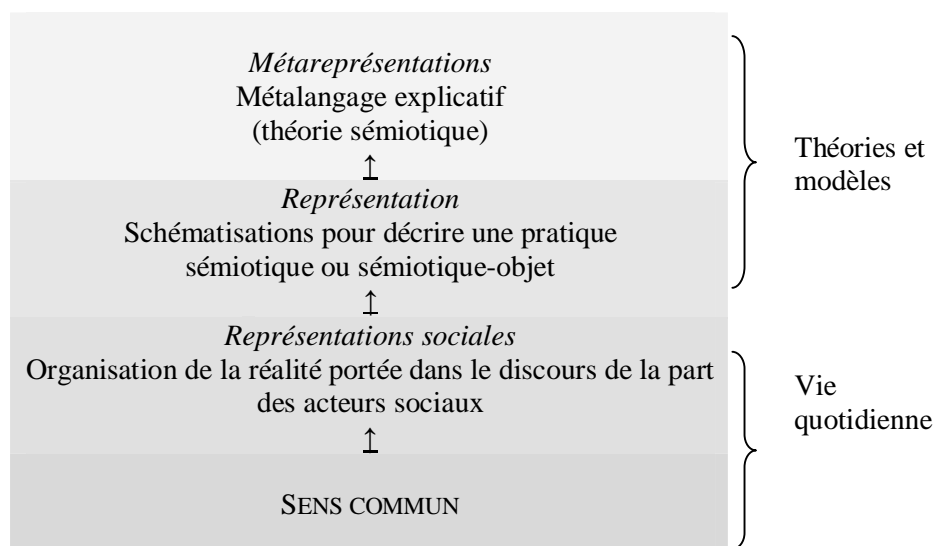 Métareprésentations
Métalangage explicatif
(théorie sémiotique)
↥
Représentation
Schématisations pour décrire une pratique
sémiotique ou sémiotique-objet
↥
Représentations sociales
Organisation de la réalité portée dans le discours de la part
des acteurs sociaux
↥
SENS COMMUN
Théories et
modèles
Vie
quotidienne